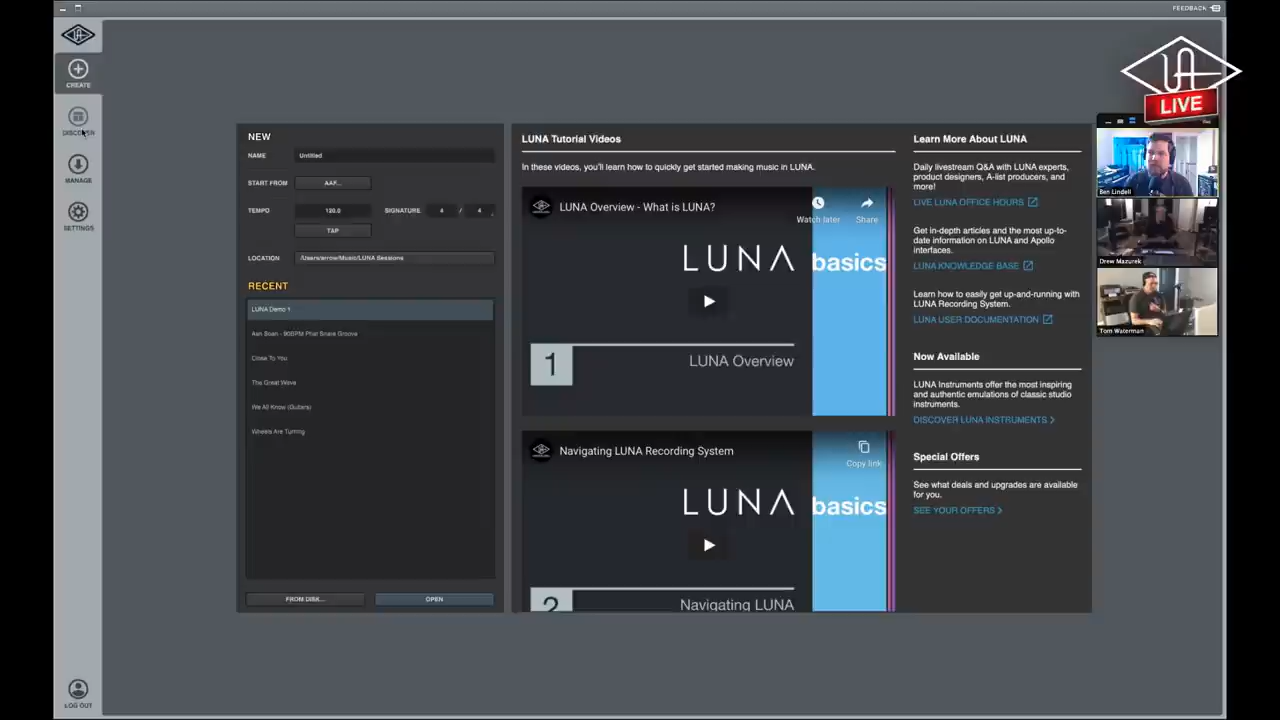 FEEDBACK
LIVE
CREATE
DISCOVER
MANAGE
SETTINGS
LOG OUT
NEW
NAME
Untitled
START FROM
AAF...
TEMPO
120.0
SIGNATURE
4 / 4
TAP
LOCATION
RECENT
LUNA Demo 1
Close To You
The Great Wave
We All Know (Guitars)
Wheels Are Turning
FROM DISK...
OPEN
LUNA Tutorial Videos
In these videos, you'll learn how to quickly get started making music in LUNA.
LUNA Overview - What is LUNA?
Watch later
Share
LUNA basics
1
LUNA Overview
Navigating LUNA Recording System
Copy link
LUNA basics
2
Navigating LUNA
Learn More About LUNA
Daily livestream Q&A with LUNA experts,
product designers, A-list producers, and
more!
LIVE LUNA OFFICE HOURS
Get in-depth articles and the most up-to-
date information on LUNA and Apollo
interfaces.
LUNA KNOWLEDGE BASE
Learn how to easily get up-and-running with
LUNA Recording System.
LUNA USER DOCUMENTATION
Now Available
LUNA Instruments offer the most inspiring
and authentic emulations of classic studio
instruments.
DISCOVER LUNA INSTRUMENTS >
Special Offers
See what deals and upgrades are available
for you.
SEE YOUR OFFERS >
Ben Lindell
Drew Mazurek
Tom Waterman